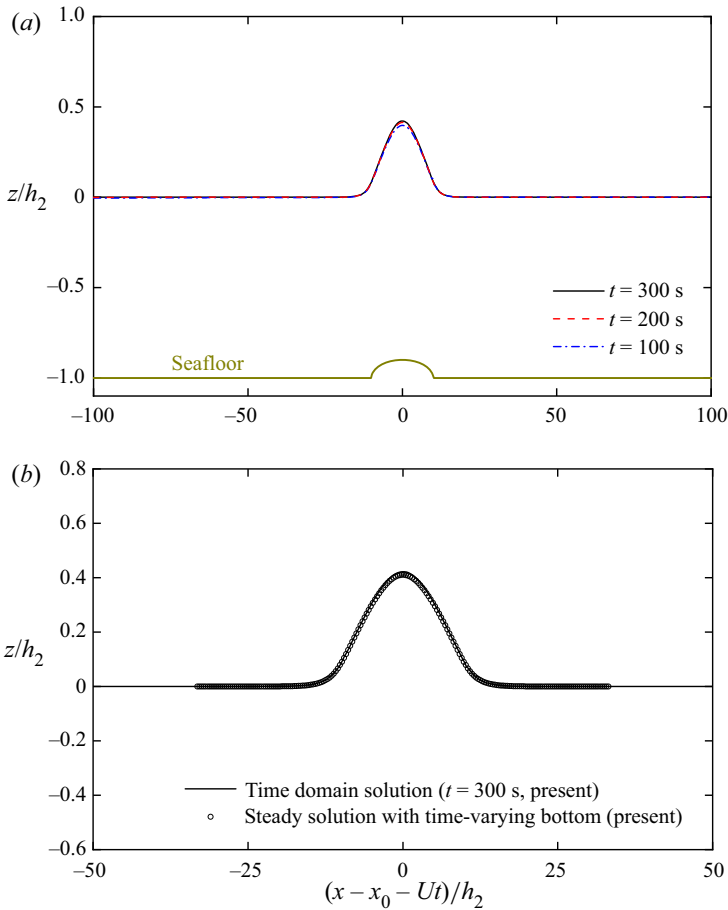 (a)
1.0
0.5
z/h2
0
–0.5
t = 300 s
t = 200 s
t = 100 s
Seafloor
–1.0
–100
–50
0
50
100
(b)
0.8
0.6
0.4
z/h2
0.2
0
–0.2
Time domain solution (t = 300 s, present)
–0.4
Steady solution with time-varying bottom (present)
–0.6
–50
–25
0
25
50
(x – x0 – Ut)/h2